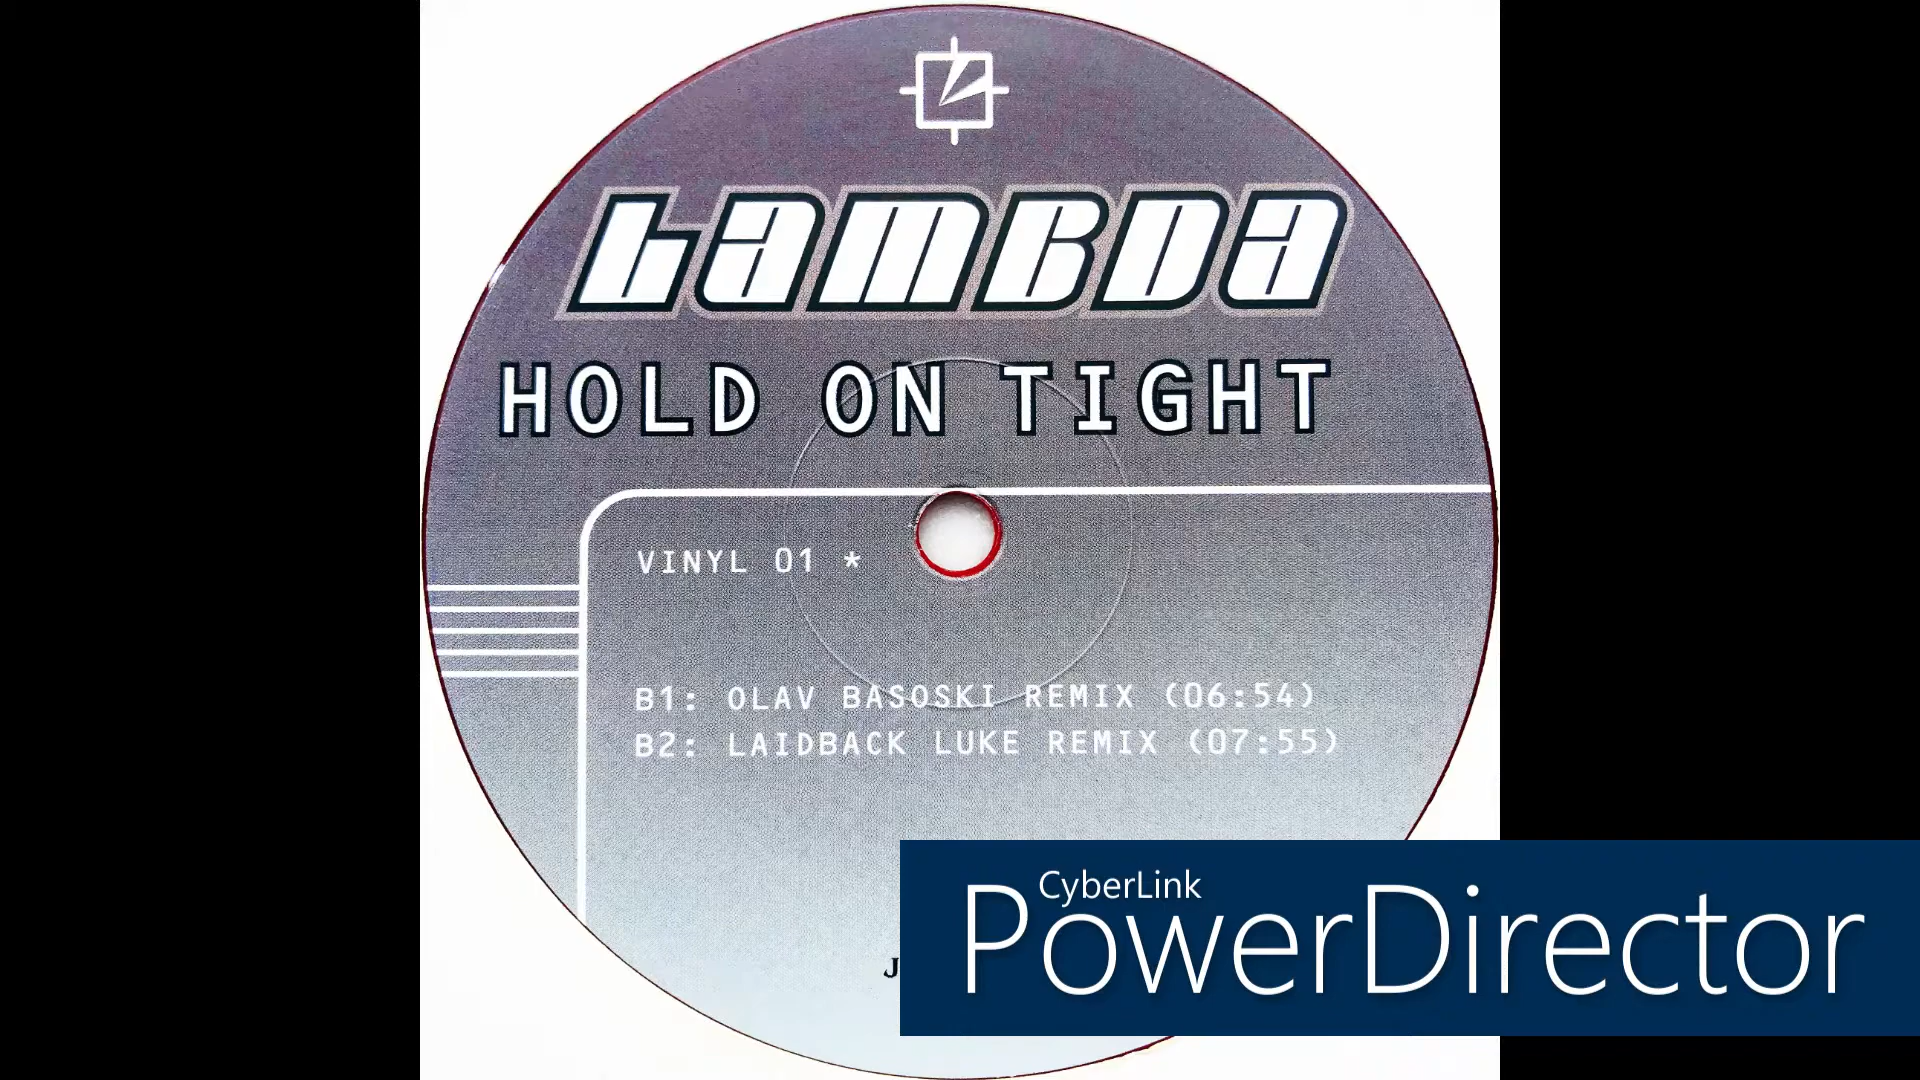 LAMBDA
HOLD ON TIGHT
VINYL 01 *
B1: OLAV BASOSKI REMIX (06:54)
B2: LAIDBACK LUKE REMIX (07:55)
J
CyberLink
PowerDirector